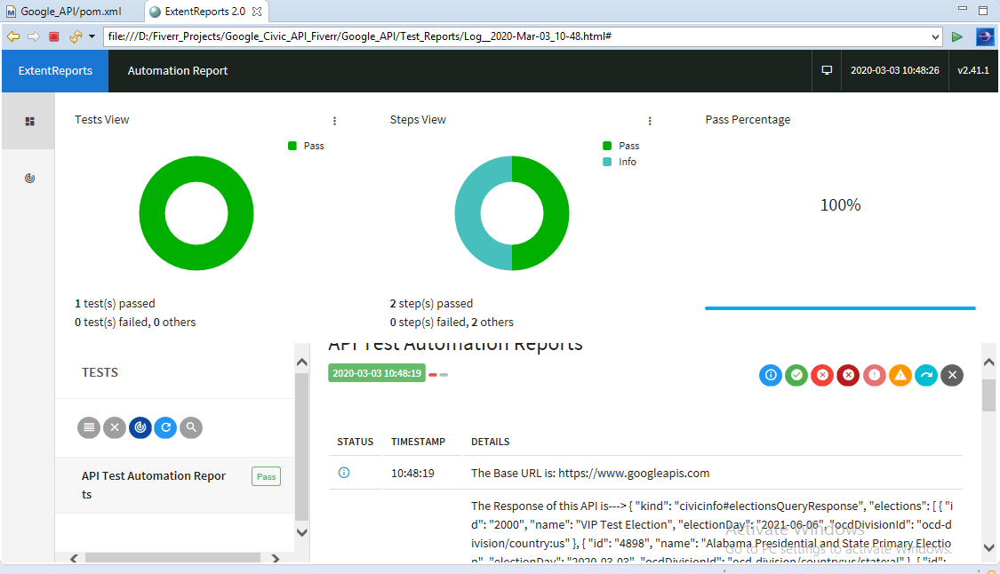 Google_API/pom.xml
ExtentReports 2.0
file:///D:/Fiverr_Projects/Google_Civic_API_Fiverr/Google_API/Test_Reports/Log__2020-Mar-03_10-48.html#
ExtentReports
Automation Report
2020-03-03 10:48:26
v2.41.1
Tests View
Pass
1 test(s) passed
0 test(s) failed, 0 others
Steps View
Pass
Info
2 step(s) passed
0 step(s) failed, 2 others
Pass Percentage
100%
TESTS
API Test Automation Repor
ts
Pass
API Test Automation Reports
2020-03-03 10:48:19
STATUS TIMESTAMP DETAILS
10:48:19 The Base URL is: https://www.googleapis.com
The Response of this API is---> { "kind": "civicinfo#electionsQueryResponse", "elections": [ { "i
d": "2000", "name": "VIP Test Election", "electionDay": "2021-06-06", "ocdDivisionId": "ocd-d
ivision/country:us" }, { "id": "4898", "name": "Alabama Presidential and State Primary Electio
n", "electionDay": "2020-03-03", "ocdDivisionId": "ocd-division/country:us/state:al" }, { "id":
Activate Windows
Go to PC settings to activate Windows.